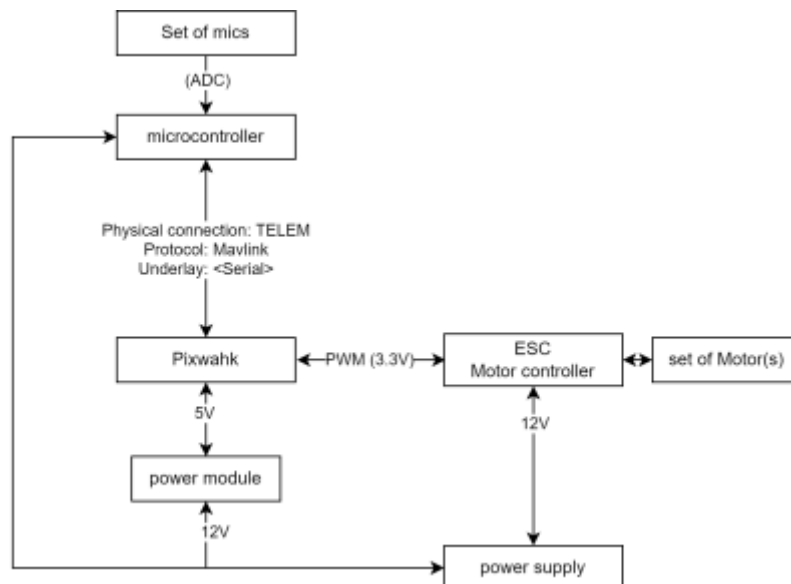 Set of mics
(ADC)
microcontroller
Physical connection: TELEM
Protocol: Mavlink
Underlay: <Serial>
Pixwahk
PWM (3.3V)
ESC
Motor controller
set of Motor(s)
5V
12V
power module
12V
power supply